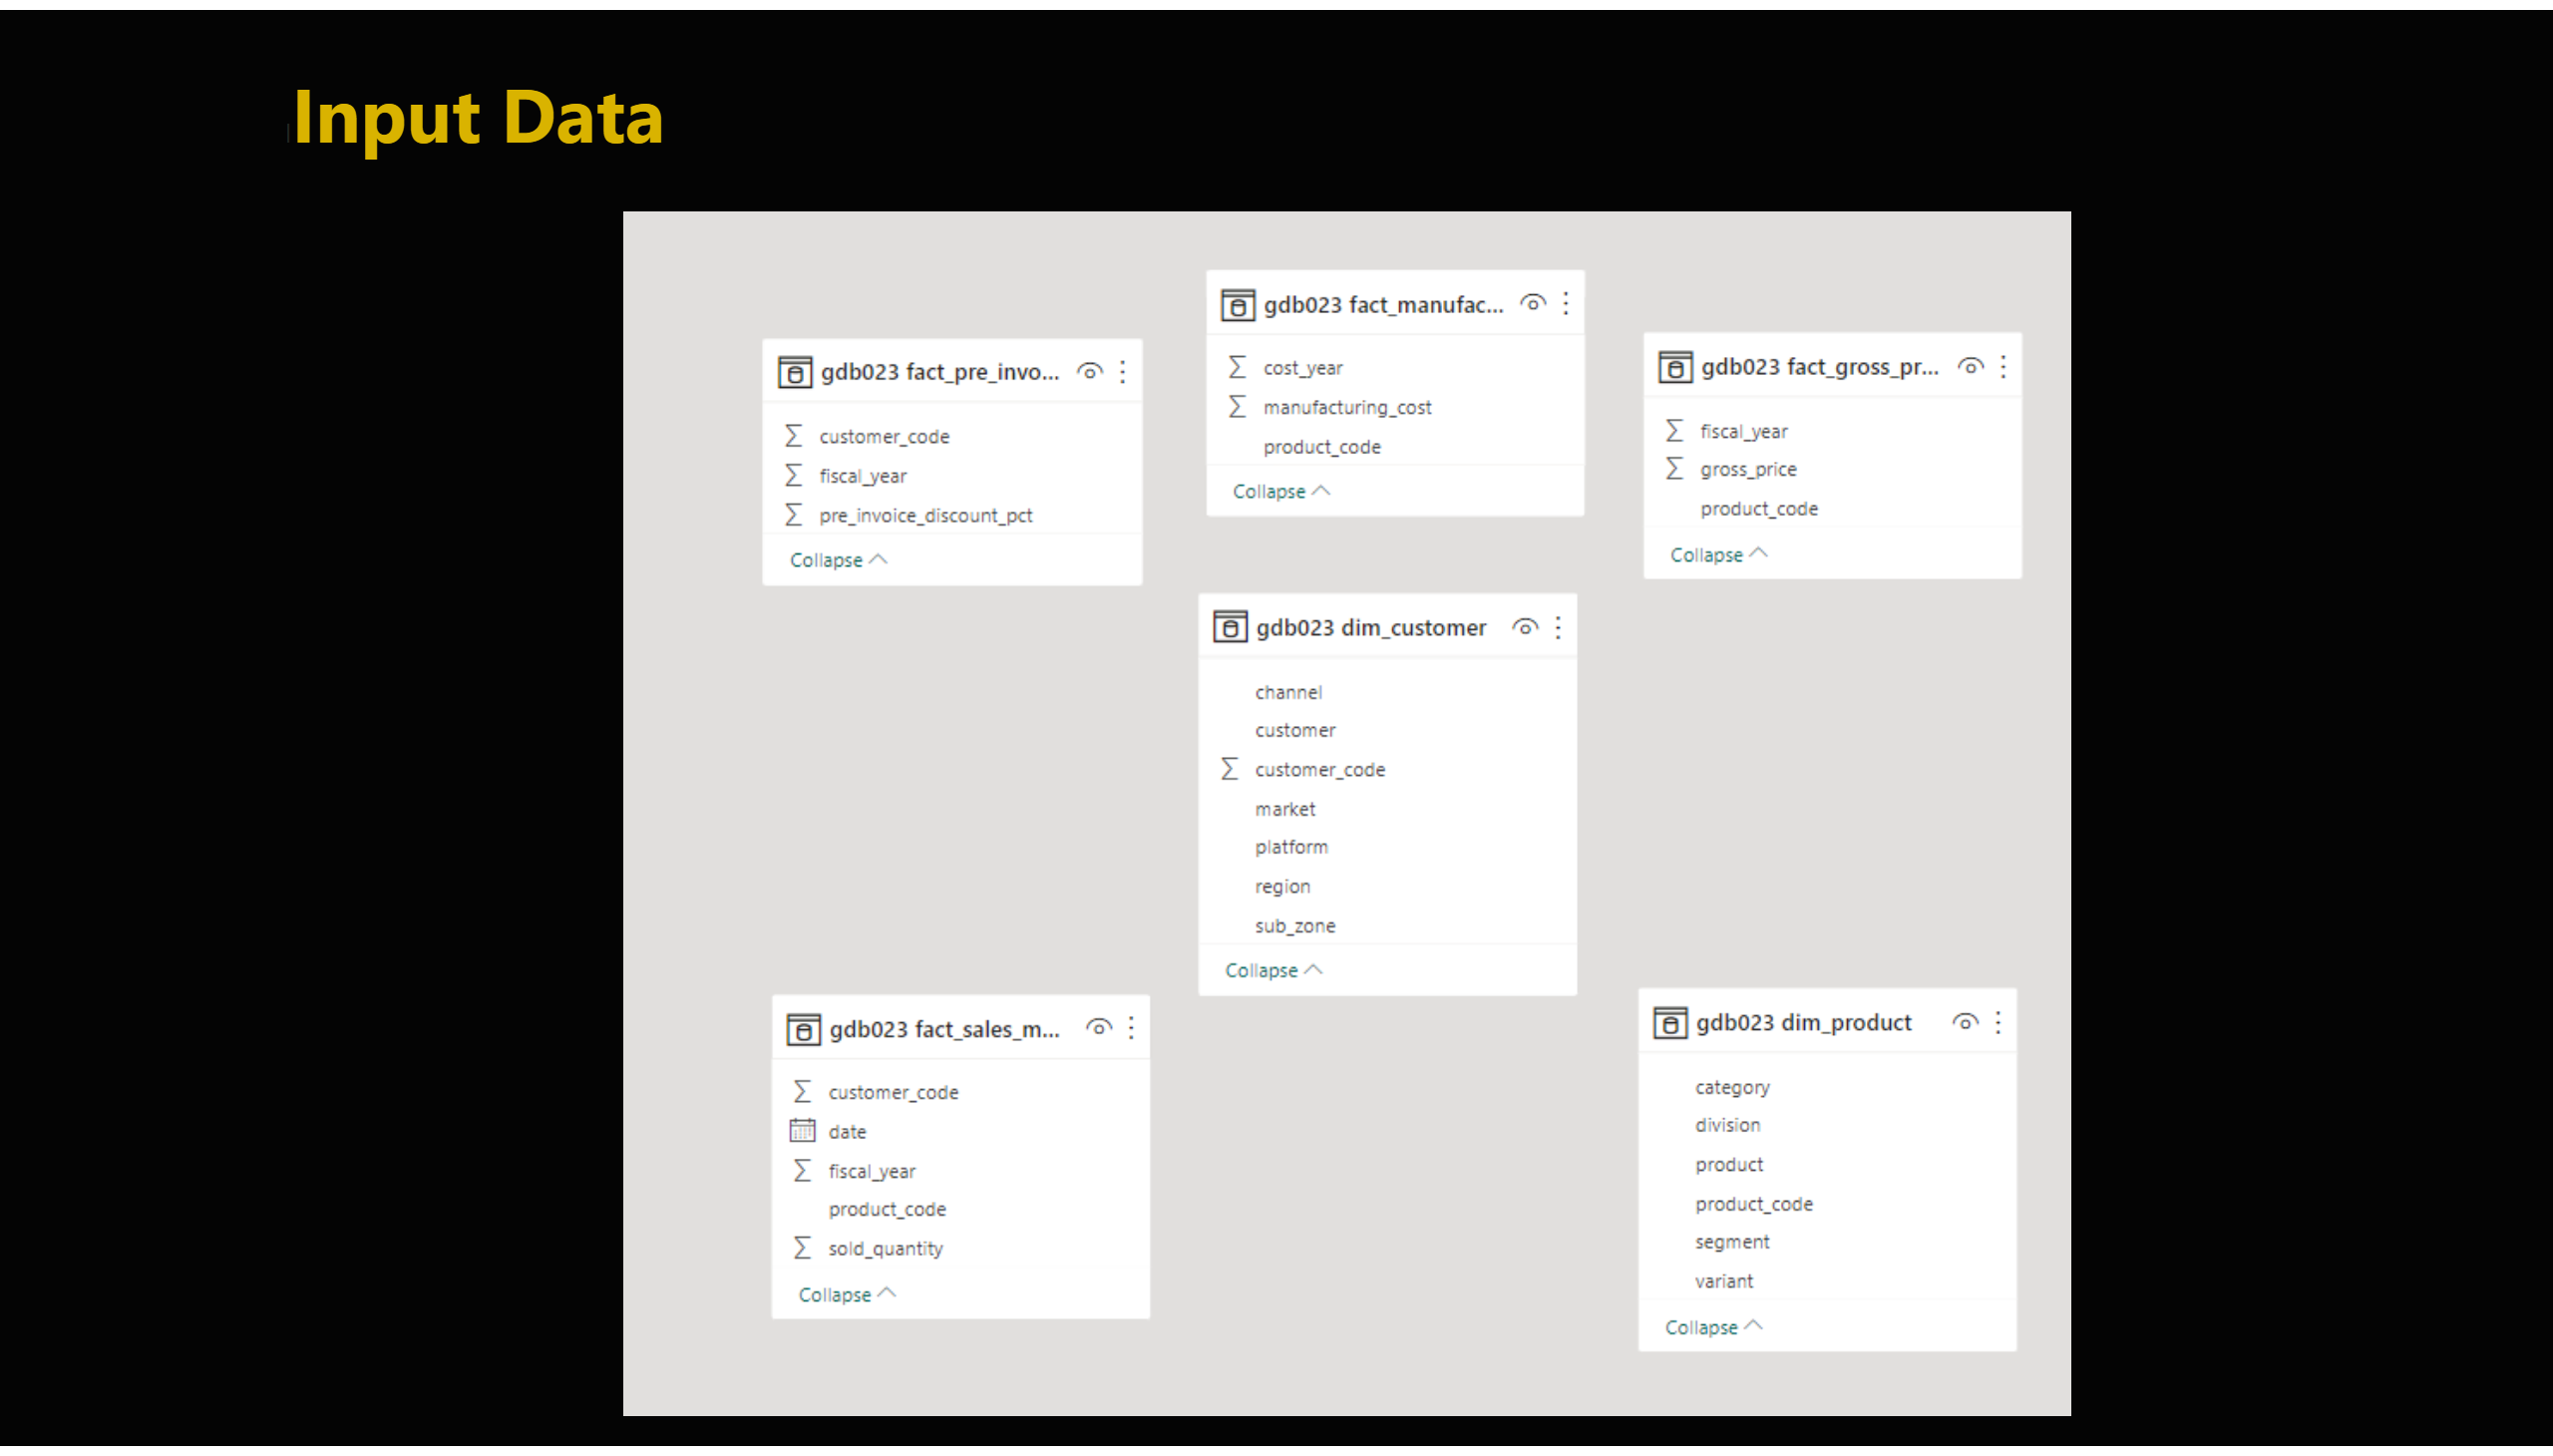 Input Data
gdb023 fact_pre_invo...
customer_code
fiscal_year
pre_invoice_discount_pct
Collapse
gdb023 fact_manufac...
cost_year
manufacturing_cost
product_code
Collapse
gdb023 fact_gross_pr...
fiscal_year
gross_price
product_code
Collapse
gdb023 dim_customer
channel
customer
customer_code
market
platform
region
sub_zone
Collapse
gdb023 fact_sales_m...
customer_code
date
fiscal_year
product_code
sold_quantity
Collapse
gdb023 dim_product
category
division
product
product_code
segment
variant
Collapse